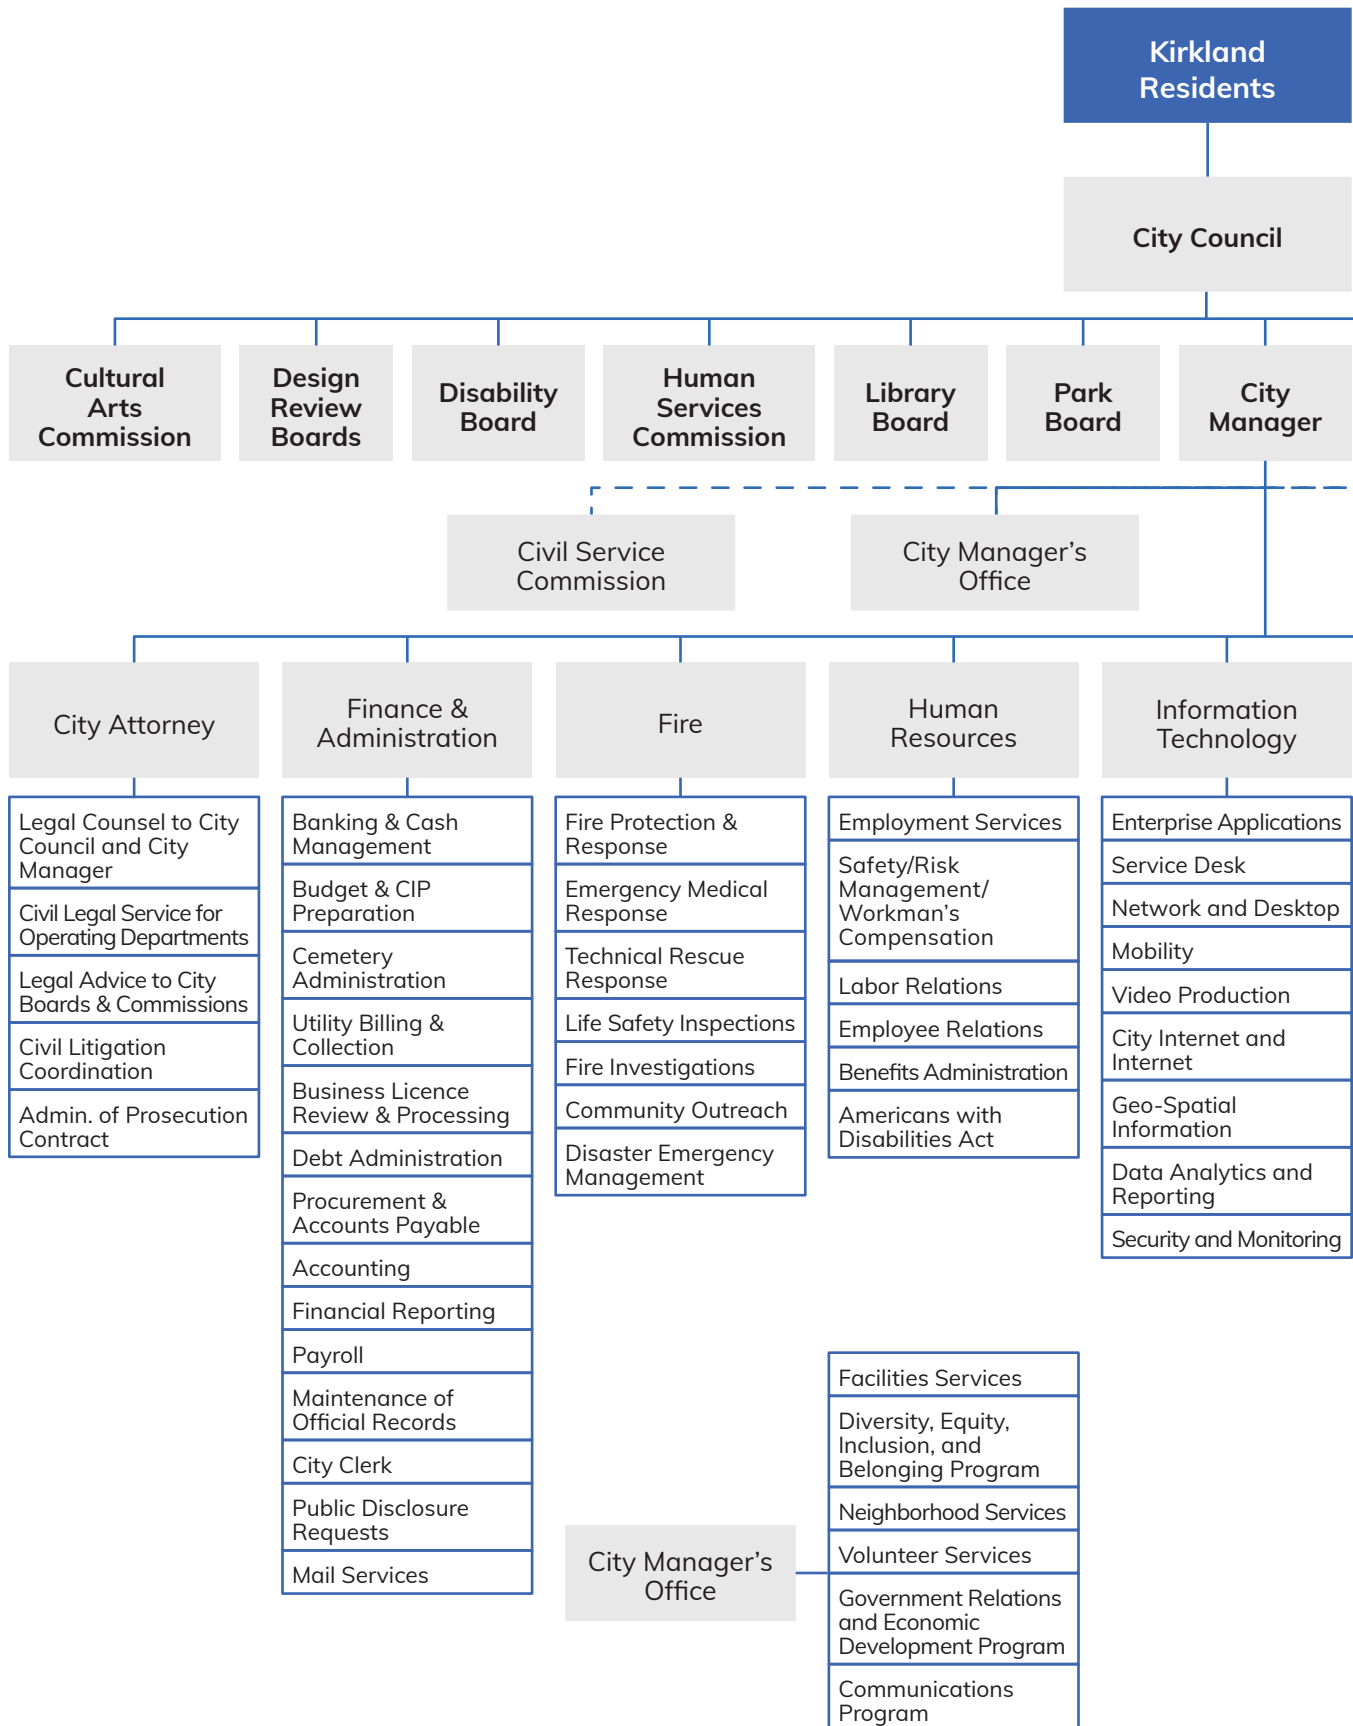 Kirkland
Residents
City Council
Cultural
Arts
Commission
Design
Review
Boards
Disability
Board
Human
Services
Commission
Library
Board
Park
Board
City
Manager
Civil Service
Commission
City Manager’s
Office
City Attorney
Legal Counsel to City
Council and City
Manager
Civil Legal Service for
Operating Departments
Legal Advice to City
Boards & Commissions
Civil Litigation
Coordination
Admin. of Prosecution
Contract
Finance &
Administration
Banking & Cash
Management
Budget & CIP
Preparation
Cemetery
Administration
Utility Billing &
Collection
Business Licence
Review & Processing
Debt Administration
Procurement &
Accounts Payable
Accounting
Financial Reporting
Payroll
Maintenance of
Official Records
City Clerk
Public Disclosure
Requests
Mail Services
Fire
Fire Protection &
Response
Emergency Medical
Response
Technical Rescue
Response
Life Safety Inspections
Fire Investigations
Community Outreach
Disaster Emergency
Management
Human
Resources
Employment Services
Safety/Risk
Management/
Workman’s
Compensation
Labor Relations
Employee Relations
Benefits Administration
Americans with
Disabilities Act
Information
Technology
Enterprise Applications
Service Desk
Network and Desktop
Mobility
Video Production
City Internet and
Internet
Geo-Spatial
Information
Data Analytics and
Reporting
Security and Monitoring
City Manager’s
Office
Facilities Services
Diversity, Equity,
Inclusion, and
Belonging Program
Neighborhood Services
Volunteer Services
Government Relations
and Economic
Development Program
Communications
Program